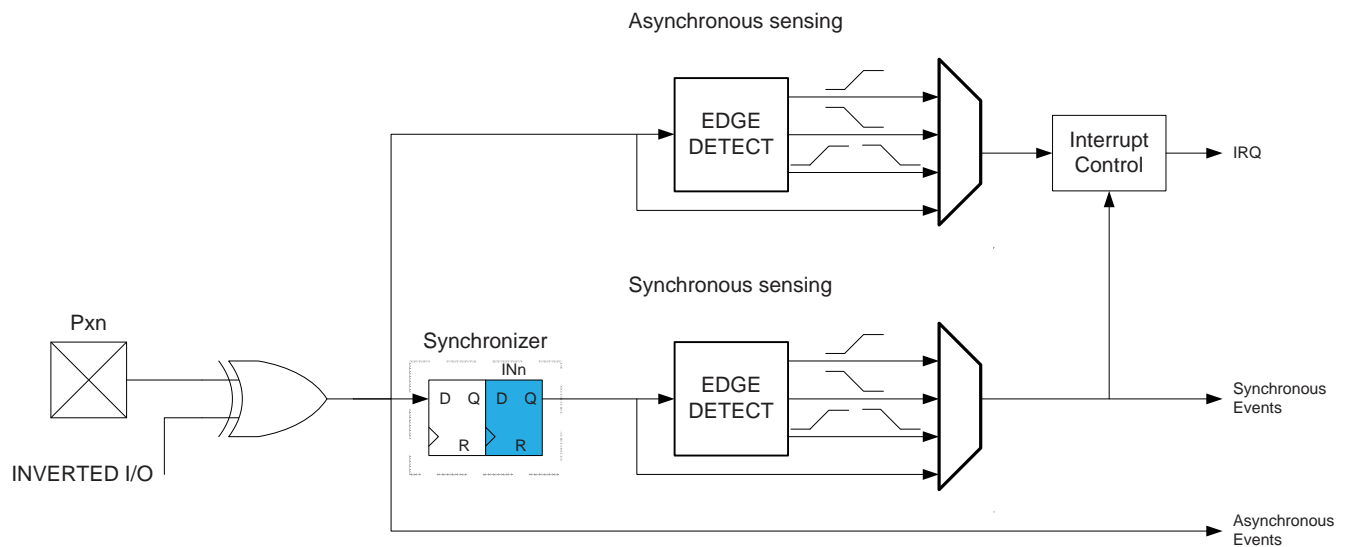 Asynchronous sensing
EDGE
DETECT
Interrupt
Control
IRQ
Synchronous sensing
Pxn
Synchronizer
INn
D Q D Q
R R
EDGE
DETECT
Synchronous
Events
INVERTED I/O
Asynchronous
Events